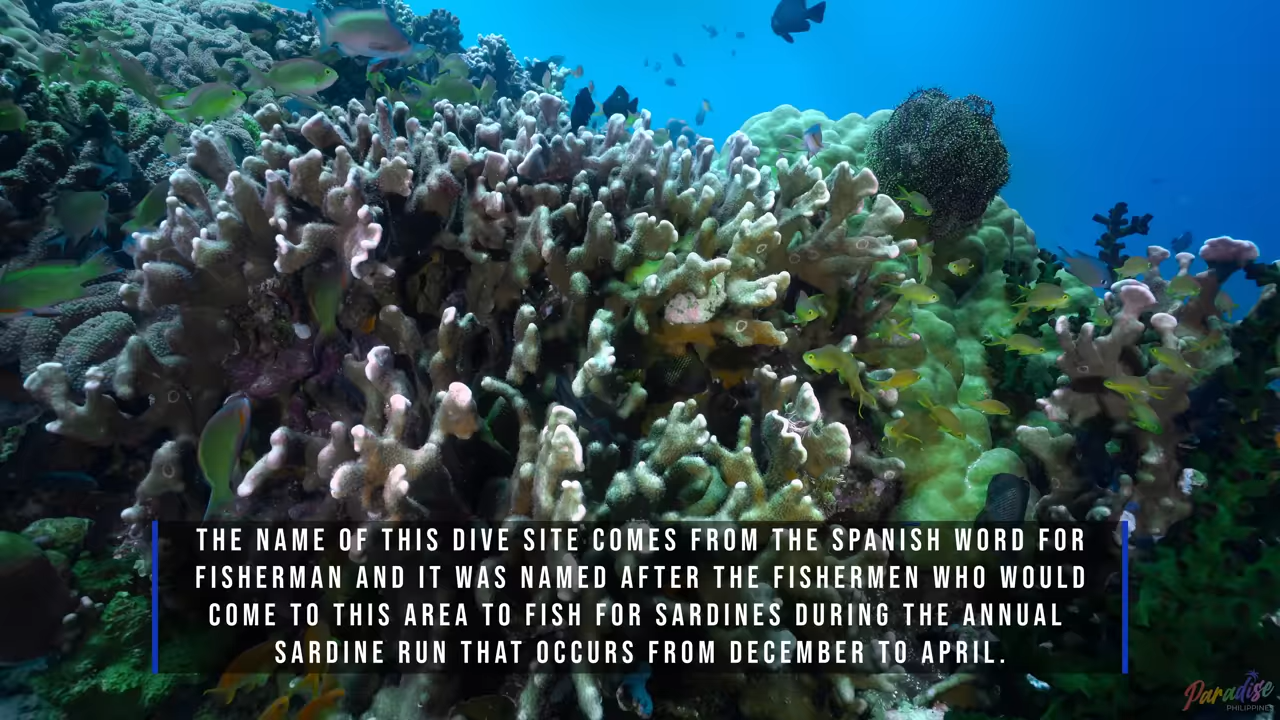 THE NAME OF THIS DIVE SITE COMES FROM THE SPANISH WORD FOR
FISHERMAN AND IT WAS NAMED AFTER THE FISHERMEN WHO WOULD
COME TO THIS AREA TO FISH FOR SARDINES DURING THE ANNUAL
SARDINE RUN THAT OCCURS FROM DECEMBER TO APRIL.
Paradise
PHILIPPINES